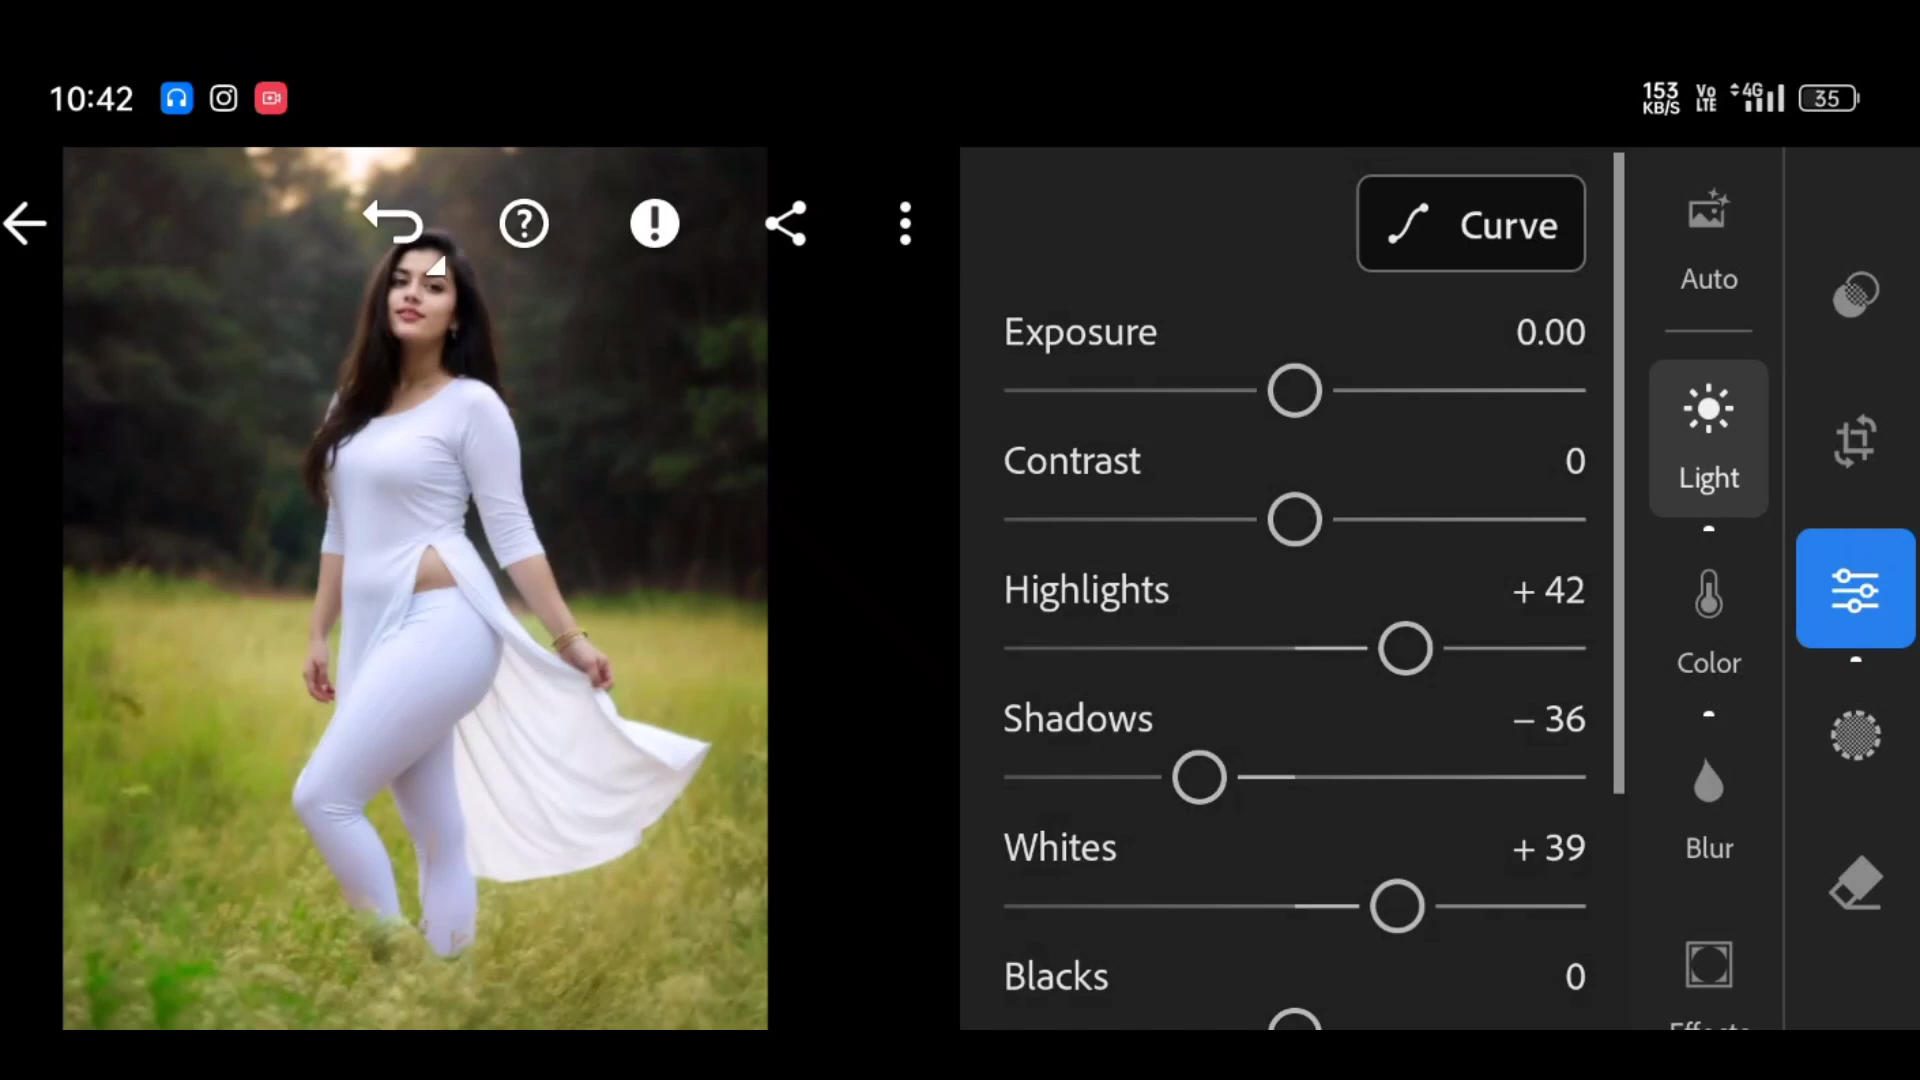 10:42
153
KB/S
Vo
LTE
4G
35
Curve
Auto
Exposure 0.00
Contrast 0
Light
Highlights + 42
Color
Shadows – 36
Whites + 39
Blur
Blacks 0
Effects